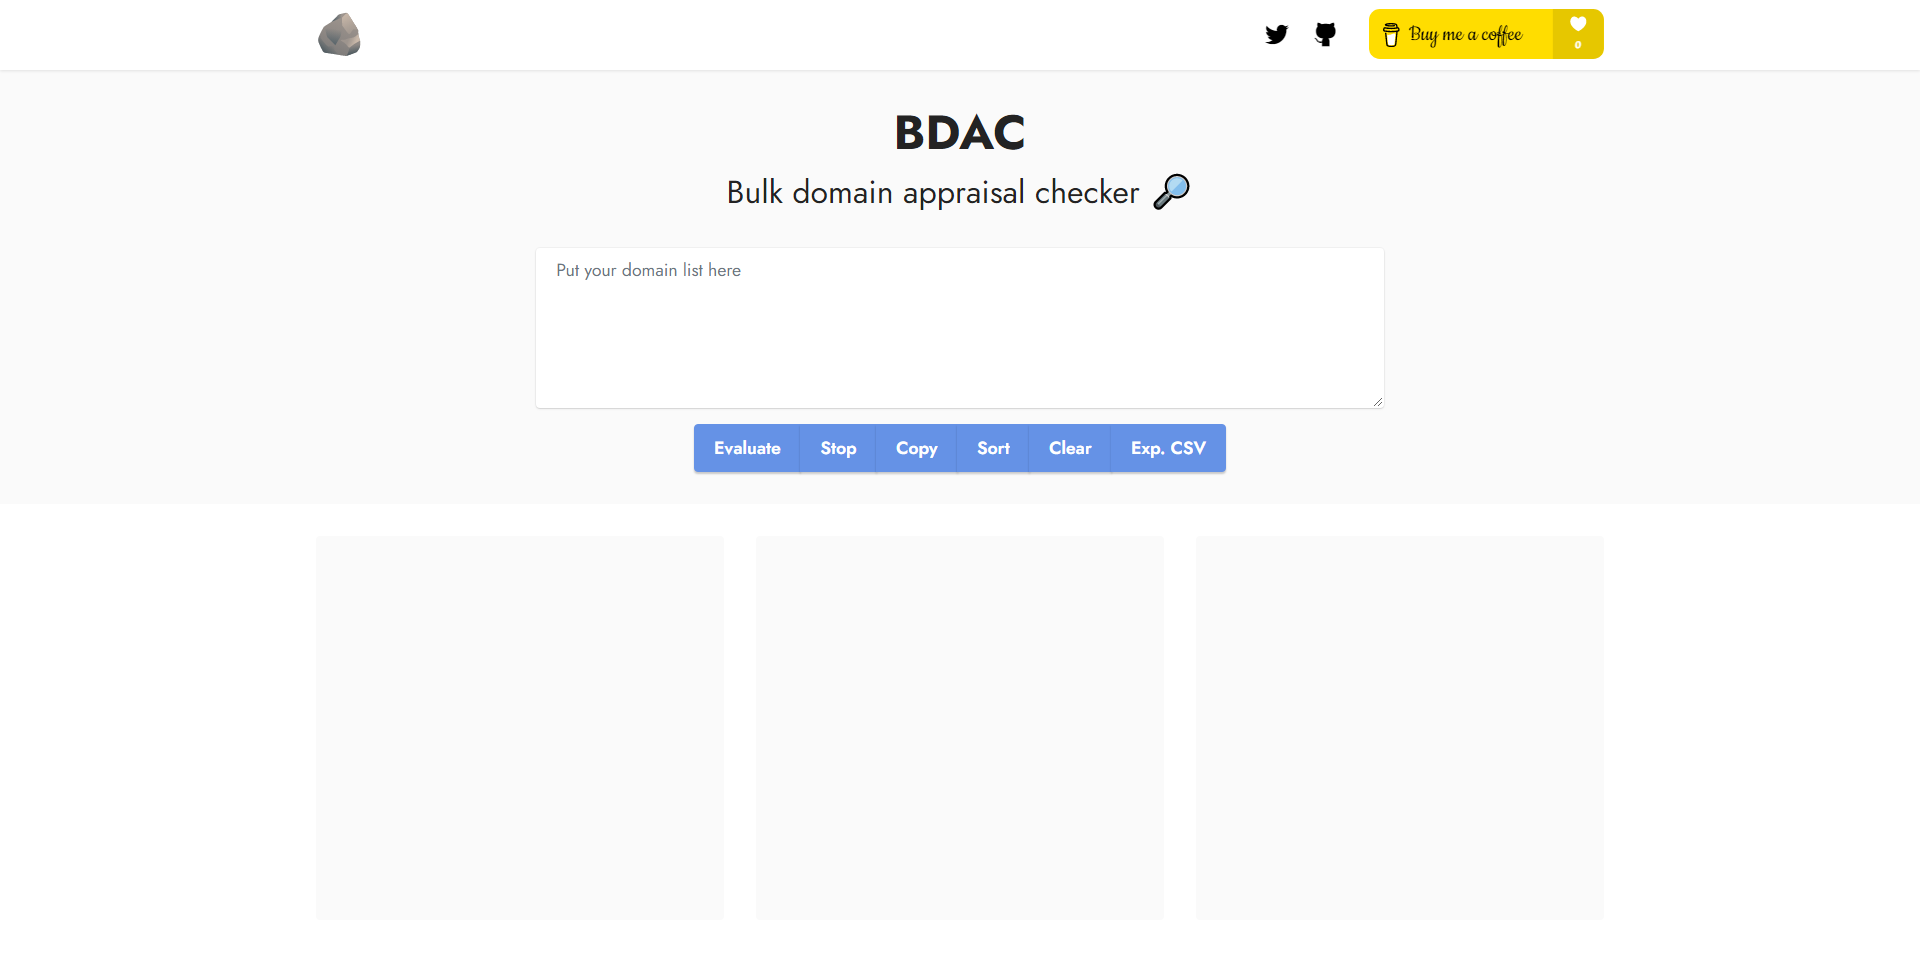 Buy me a coffee
0
BDAC
Bulk domain appraisal checker
Put your domain list here
Evaluate Stop Copy Sort Clear Exp. CSV